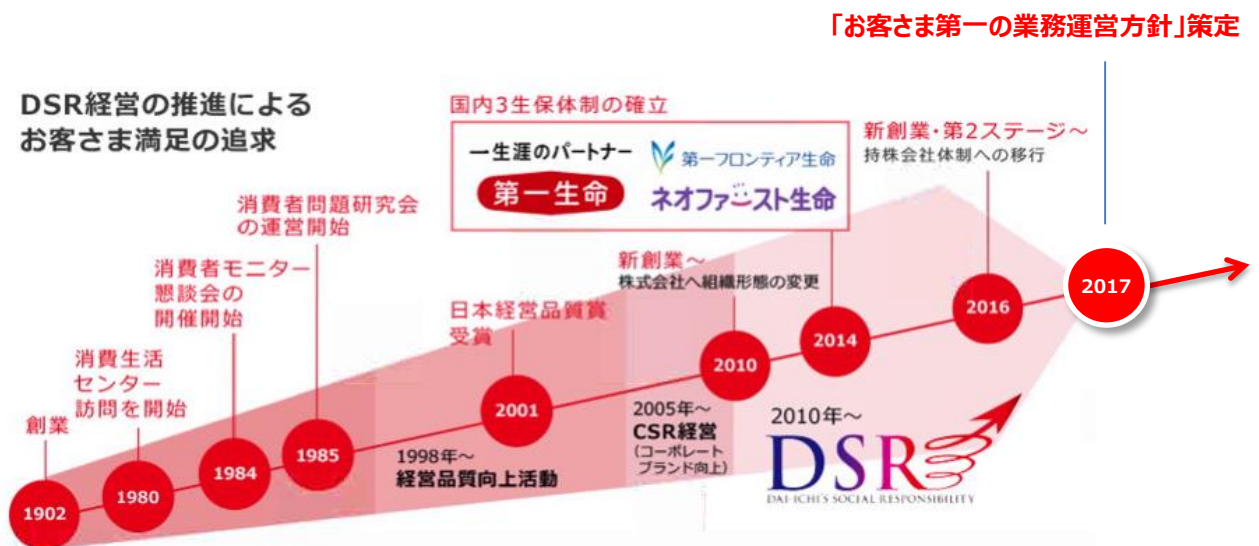 「お客さま第一の業務運営方針」策定
DSR経営の推進による
お客さま満足の追求
国内3生保体制の確立
一生涯のパートナー
第一生命
第一フロンティア生命
ネオファースト生命
新創業・第2ステージ～
持株会社体制への移行
消費者問題研究会
の運営開始
消費者モニター
懇談会の
開催開始
新創業～
株式会社へ組織形態の変更
日本経営品質賞
受賞
消費生活
センター
訪問を開始
創業
1902
1980
1984
1985
2001
2010
2014
2016
2017
1998年～
経営品質向上活動
2005年～
CSR経営
(コーポレート
ブランド向上)
2010年～
DSR
DAI-ICHI'S SOCIAL RESPONSIBILITY